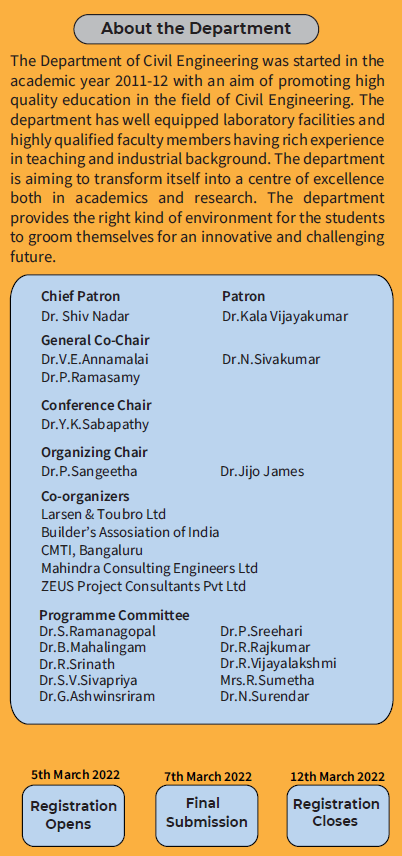 About the Department
The Department of Civil Engineering was started in the
academic year 2011-12 with an aim of promoting high
quality education in the field of Civil Engineering. The
department has well equipped laboratory facilities and
highly qualified faculty members having rich experience
in teaching and industrial background. The department
is aiming to transform itself into a centre of excellence
both in academics and research. The department
provides the right kind of environment for the students
to groom themselves for an innovative and challenging
future.
Chief Patron Patron
Dr. Shiv Nadar Dr.Kala Vijayakumar
General Co-Chair
Dr.V.E.Annamalai Dr.N.Sivakumar
Dr.P.Ramasamy
Conference Chair
Dr.Y.K.Sabapathy
Organizing Chair
Dr.P.Sangeetha Dr.Jijo James
Co-organizers
Larsen & Toubro Ltd
Builder's Assosiation of India
CMTI, Bangaluru
Mahindra Consulting Engineers Ltd
ZEUS Project Consultants Pvt Ltd
Programme Committee
Dr.S.Ramanagopal Dr.P.Sreehari
Dr.B.Mahalingam Dr.R.Rajkumar
Dr.R.Srinath Dr.R.Vijayalakshmi
Dr.S.V.Sivapriya Mrs.R.Sumetha
Dr.G.Ashwinsriram Dr.N.Surendar
5th March 2022 7th March 2022 12th March 2022
Registration Final Registration
Opens Submission Closes